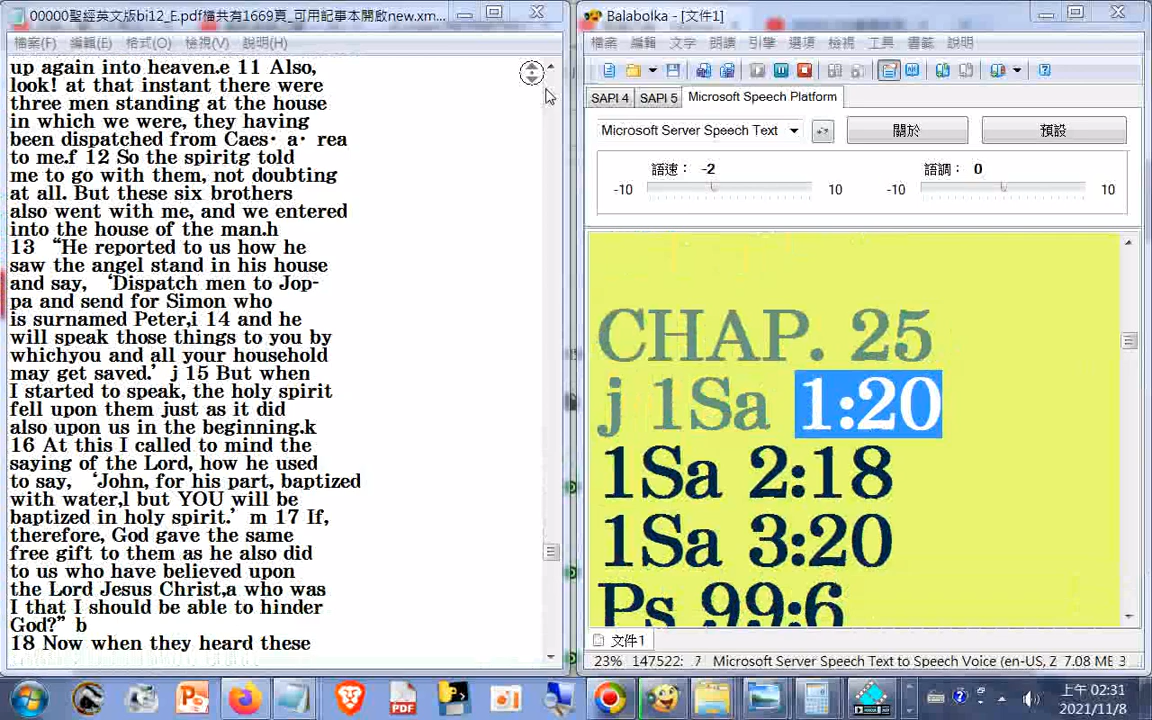 00000聖經英文版bi12_E.pdf檔共有1669頁_可用記事本開啟new.xm...
檔案(F) 編輯(E) 格式(O) 檢視(V) 說明(H)
up again into heaven.e 11 Also,
look! at that instant there were
three men standing at the house
in which we were, they having
been dispatched from Caes· a· rea
to me.f 12 So the spiritg told
me to go with them, not doubting
at all. But these six brothers
also went with me, and we entered
into the house of the man.h
13 “He reported to us how he
saw the angel stand in his house
and say, ‘Dispatch men to Jop-
pa and send for Simon who
is surnamed Peter,i 14 and he
will speak those things to you by
whichyou and all your household
may get saved.’ j 15 But when
I started to speak, the holy spirit
fell upon them just as it did
also upon us in the beginning.k
16 At this I called to mind the
saying of the Lord, how he used
to say, ‘John, for his part, baptized
with water,l but YOU will be
baptized in holy spirit.’ m 17 If,
therefore, God gave the same
free gift to them as he also did
to us who have believed upon
the Lord Jesus Christ,a who was
I that I should be able to hinder
God?” b
18 Now when they heard these
Balabolka - [文件1]
檔案 編輯 文字 朗讀 引擎 選項 檢視 工具 書籤 說明
SAPI 4 SAPI 5 Microsoft Speech Platform
Microsoft Server Speech Text 關於 預設
語速： -2 語調： 0
-10 10 -10 10
CHAP. 25
j 1Sa 1:20
1Sa 2:18
1Sa 3:20
Ps 99:6
文件1
23% 147522: 7 Microsoft Server Speech Text to Speech Voice (en-US, Z 7.08 MB 3
PDF
上午 02:31
2021/11/8